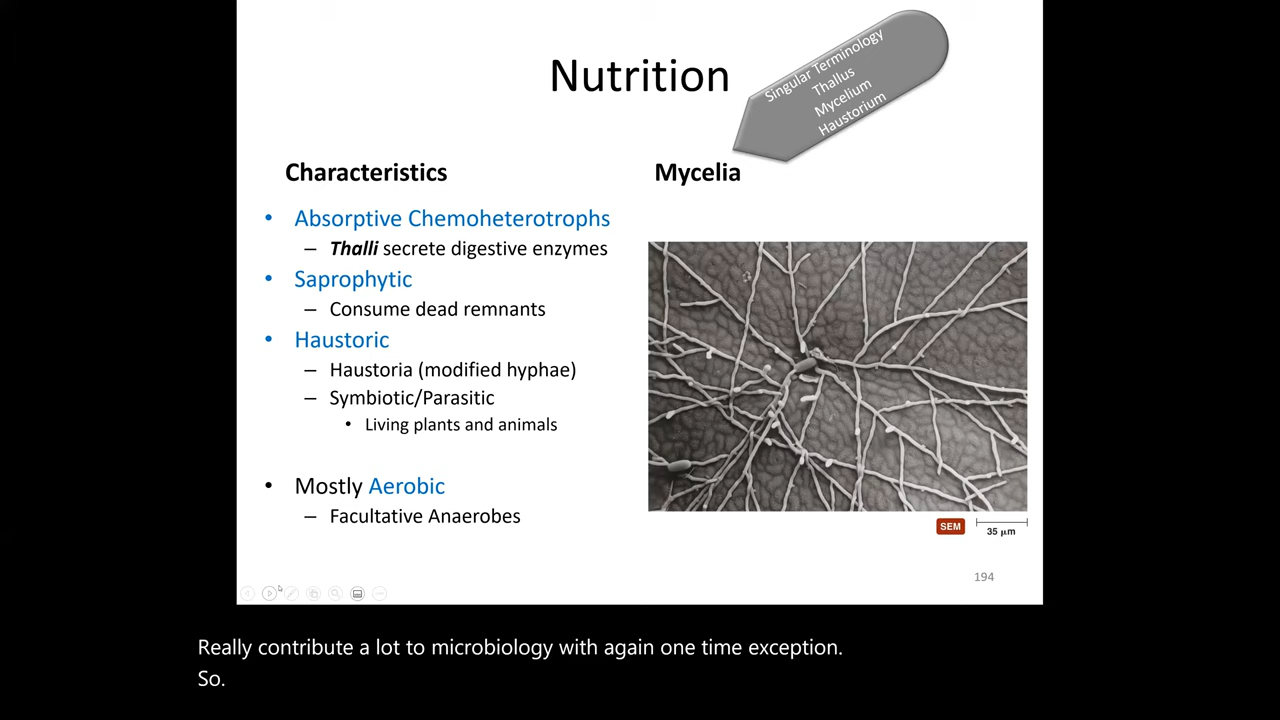 Nutrition
Singular Terminology
Thallus
Mycelium
Haustorium
Characteristics
• Absorptive Chemoheterotrophs
– Thalli secrete digestive enzymes
• Saprophytic
– Consume dead remnants
• Haustoric
– Haustoria (modified hyphae)
– Symbiotic/Parasitic
• Living plants and animals
• Mostly Aerobic
– Facultative Anaerobes
Mycelia
SEM
35 µm
194
Really contribute a lot to microbiology with again one time exception.
So.